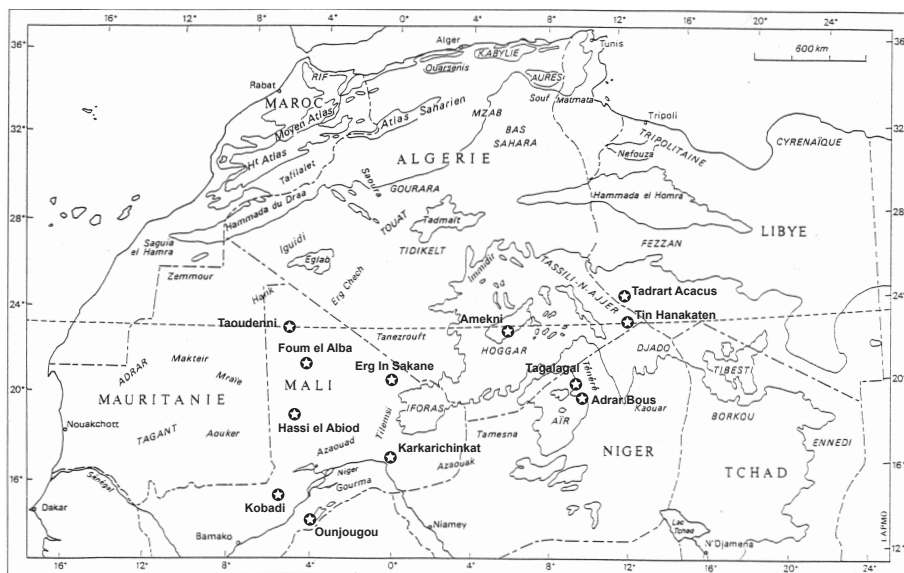 16° 12° 8° 4° 0° 4° 8° 12° 16° 20° 24°
36° 36°
Alger
Tunis
KABYLIE
Ouarsenis
600 km
RIF
AURES
Rabat
Souf
Matmata
MAROC
Moyen Atlas
Atlas Saharien
MZAB
Tripoli
32° 32°
BAS
SAHARA
TRIPOLITAINE
CYRENAÏQUE
Ht Atlas
Tafilalet
ALGERIE
Nefouza
Saoura
GOURARA
Hammada el Homra
28° 28°
Hammada du Draa
TOUAT
Tadmaït
LIBYE
Saguia
el Hamra
Iguidi
TIDIKELT
FEZZAN
Eglab
Immidir
Zemmour
Erg Chech
TASSILI-N-AJJER
Hank
Tadrart Acacus
24° 24°
Taoudenni
Amekni
Tin Hanakaten
Tanezrouft
HOGGAR
DJADO
Foum el Alba
Makteir
ADRAR
Erg In Sakane
Tagalagal
Ténéré
TIBESTI
20° 20°
Mraïe
MALI
MAURITANIE
IFORAS
Adrar Bous
Kaouar
BORKOU
Hassi el Abiod
AÏR
Nouakchott
TAGANT
Aouker
Tilemsi
Tamesna
ENNEDI
Azaouad
Karkarichinkat
NIGER
Azaouak
TCHAD
16° 16°
Sénégal
Niger
Gourma
Kobadi
Dakar
Ounjougou
Niamey
Lac
Tchad
Bamako
N'Djamena
LAPMO
12° 12°
16° 12° 8° 4° 0° 4° 8° 12° 16° 20° 24°